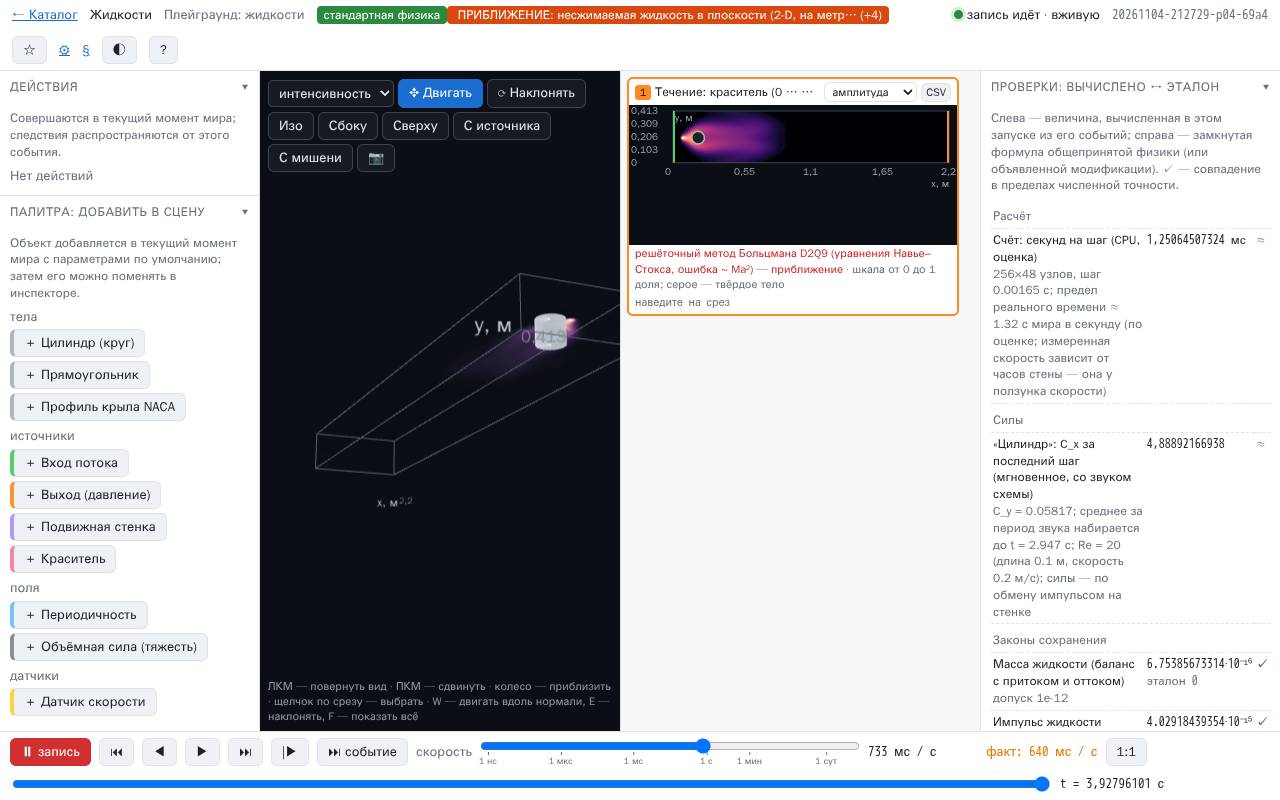 ← Каталог Жидкости Плейграунд: жидкости стандартная физика ПРИБЛИЖЕНИЕ: несжимаемая жидкость в плоскости (2-D, на метр··· (+4) запись идёт · вживую 20261104-212729-p04-69a4
☆ ⚙ § ◐ ?
ДЕЙСТВИЯ ▾
Совершаются в текущий момент мира;
следствия распространяются от этого
события.
Нет действий
ПАЛИТРА: ДОБАВИТЬ В СЦЕНУ ▾
Объект добавляется в текущий момент
мира с параметрами по умолчанию;
затем его можно поменять в
инспекторе.
тела
+ Цилиндр (круг)
+ Прямоугольник
+ Профиль крыла NACA
источники
+ Вход потока
+ Выход (давление)
+ Подвижная стенка
+ Краситель
поля
+ Периодичность
+ Объёмная сила (тяжесть)
датчики
+ Датчик скорости
интенсивность ✥ Двигать ⟳ Наклонять
Изо Сбоку Сверху С источника
С мишени 📷
y, м
0,413
x, м 2,2
ЛКМ — повернуть вид · ПКМ — сдвинуть · колесо — приблизить
· щелчок по срезу — выбрать · W — двигать вдоль нормали, E —
наклонять, F — показать всё
1 Течение: краситель (0 ··· ··· амплитуда CSV
0,413
y, м
0,309
0,206
0,103
0
0 0,55 1,1 1,65 2,2
x, м
решёточный метод Больцмана D2Q9 (уравнения Навье–
Стокса, ошибка ~ Ma²) — приближение · шкала от 0 до 1
доля; серое — твёрдое тело
наведите на срез
ПРОВЕРКИ: ВЫЧИСЛЕНО ↔ ЭТАЛОН ▾
Слева — величина, вычисленная в этом
запуске из его событий; справа — замкнутая
формула общепринятой физики (или
объявленной модификации). ✓ — совпадение
в пределах численной точности.
Расчёт
Счёт: секунд на шаг (CPU, 1,25064507324 мс ≈
оценка)
256×48 узлов, шаг
0.00165 с; предел
реального времени ≈
1.32 с мира в секунду (по
оценке; измеренная
скорость зависит от
часов стены — она у
ползунка скорости)
Силы
«Цилиндр»: C_x за 4,88892166938 ≈
последний шаг
(мгновенное, со звуком
схемы)
C_y = 0.05817; среднее за
период звука набирается
до t = 2.947 с; Re = 20
(длина 0.1 м, скорость
0.2 м/с); силы — по
обмену импульсом на
стенке
Законы сохранения
Масса жидкости (баланс 6.75385673314·10⁻¹⁶ ✓
с притоком и оттоком) эталон 0
допуск 1e-12
Импульс жидкости 4.02918439354·10⁻¹⁵ ✓
⏸ запись ⏮ ◀ ▶ ⏭ |▶ ⏭ событие скорость 733 мс / с факт: 640 мс / с 1:1
1 нс 1 мкс 1 мс 1 с 1 мин 1 сут
t = 3,92796101 с